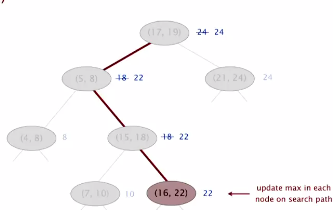 (17, 19) 24 24
(5, 8) 18 22
(21, 24) 24
(4, 8) 8
(15, 18) 18 22
(7, 10) 10
(16, 22) 22
update max in each
node on search path